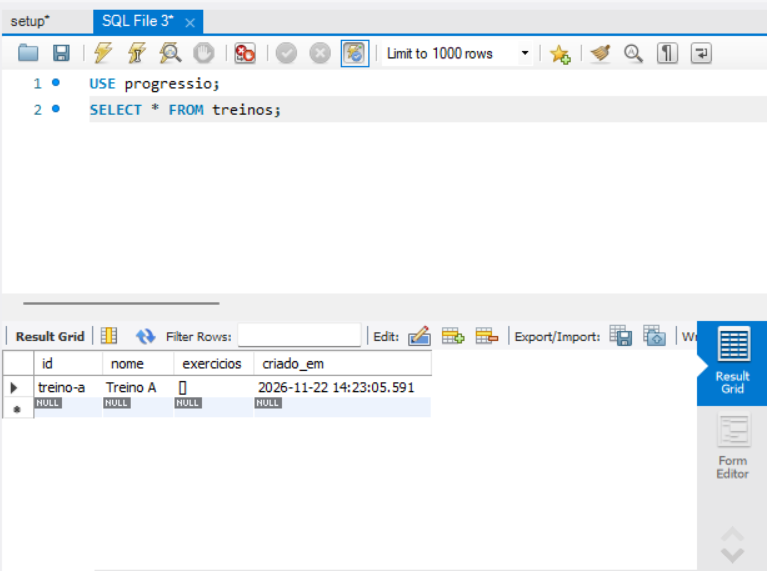 setup*
SQL File 3*
Limit to 1000 rows
1 USE progressio;
2 SELECT * FROM treinos;
Result Grid Filter Rows: Edit: Export/Import: Wr
id nome exercicios criado_em
treino-a Treino A [] 2026-11-22 14:23:05.591
NULL NULL NULL NULL
Result
Grid
Form
Editor